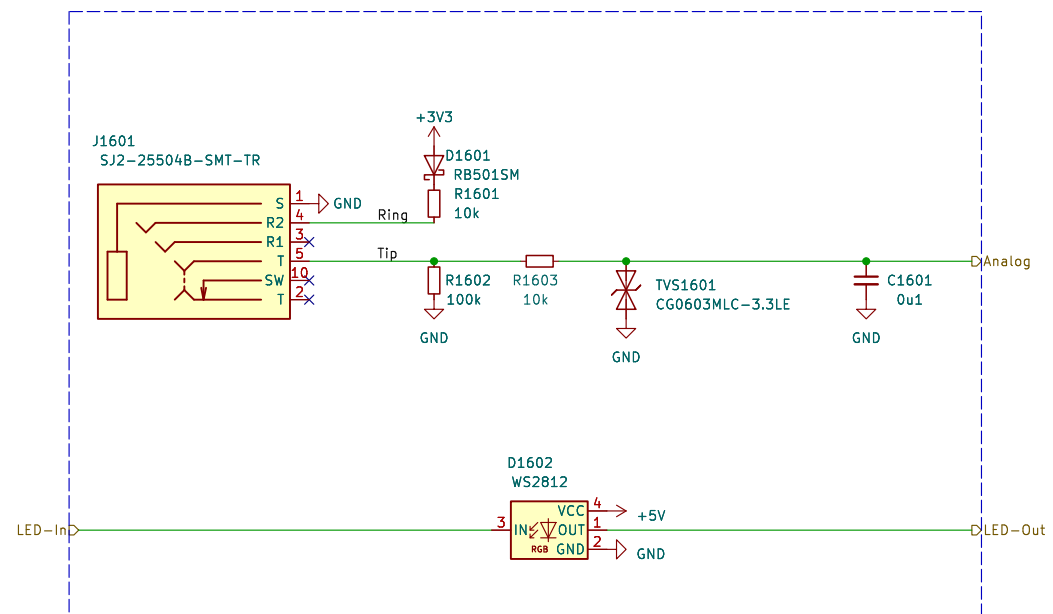 +3V3
J1601
SJ2-25504B-SMT-TR
D1601
RB501SM
R1601
10k
S 1 GND
R2 4 Ring
R1 3
T 5 Tip
SW 10
T 2
R1602
100k
GND
R1603
10k
TVS1601
CG0603MLC-3.3LE
GND
C1601
0u1
GND
Analog
D1602
WS2812
VCC 4 +5V
LED-In 3 IN OUT 1 LED-Out
RGB GND 2 GND